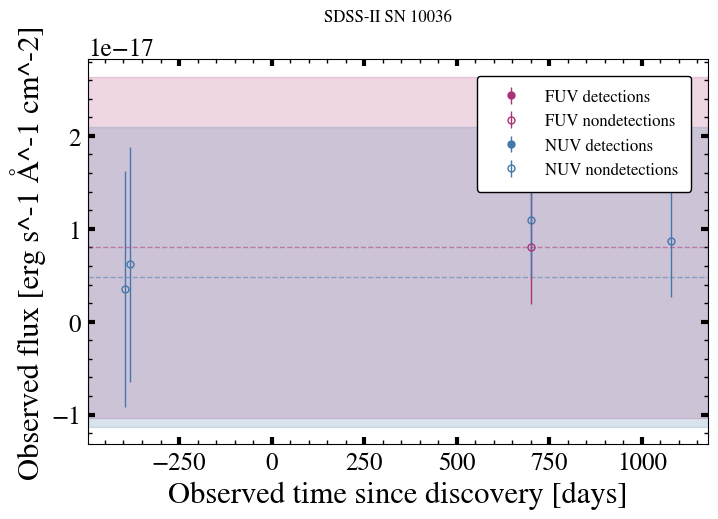 SDSS-II SN 10036
1e−17
Observed flux [erg s^-1 Å^-1 cm^-2]
2
1
0
−1
FUV detections
FUV nondetections
NUV detections
NUV nondetections
−250 0 250 500 750 1000
Observed time since discovery [days]